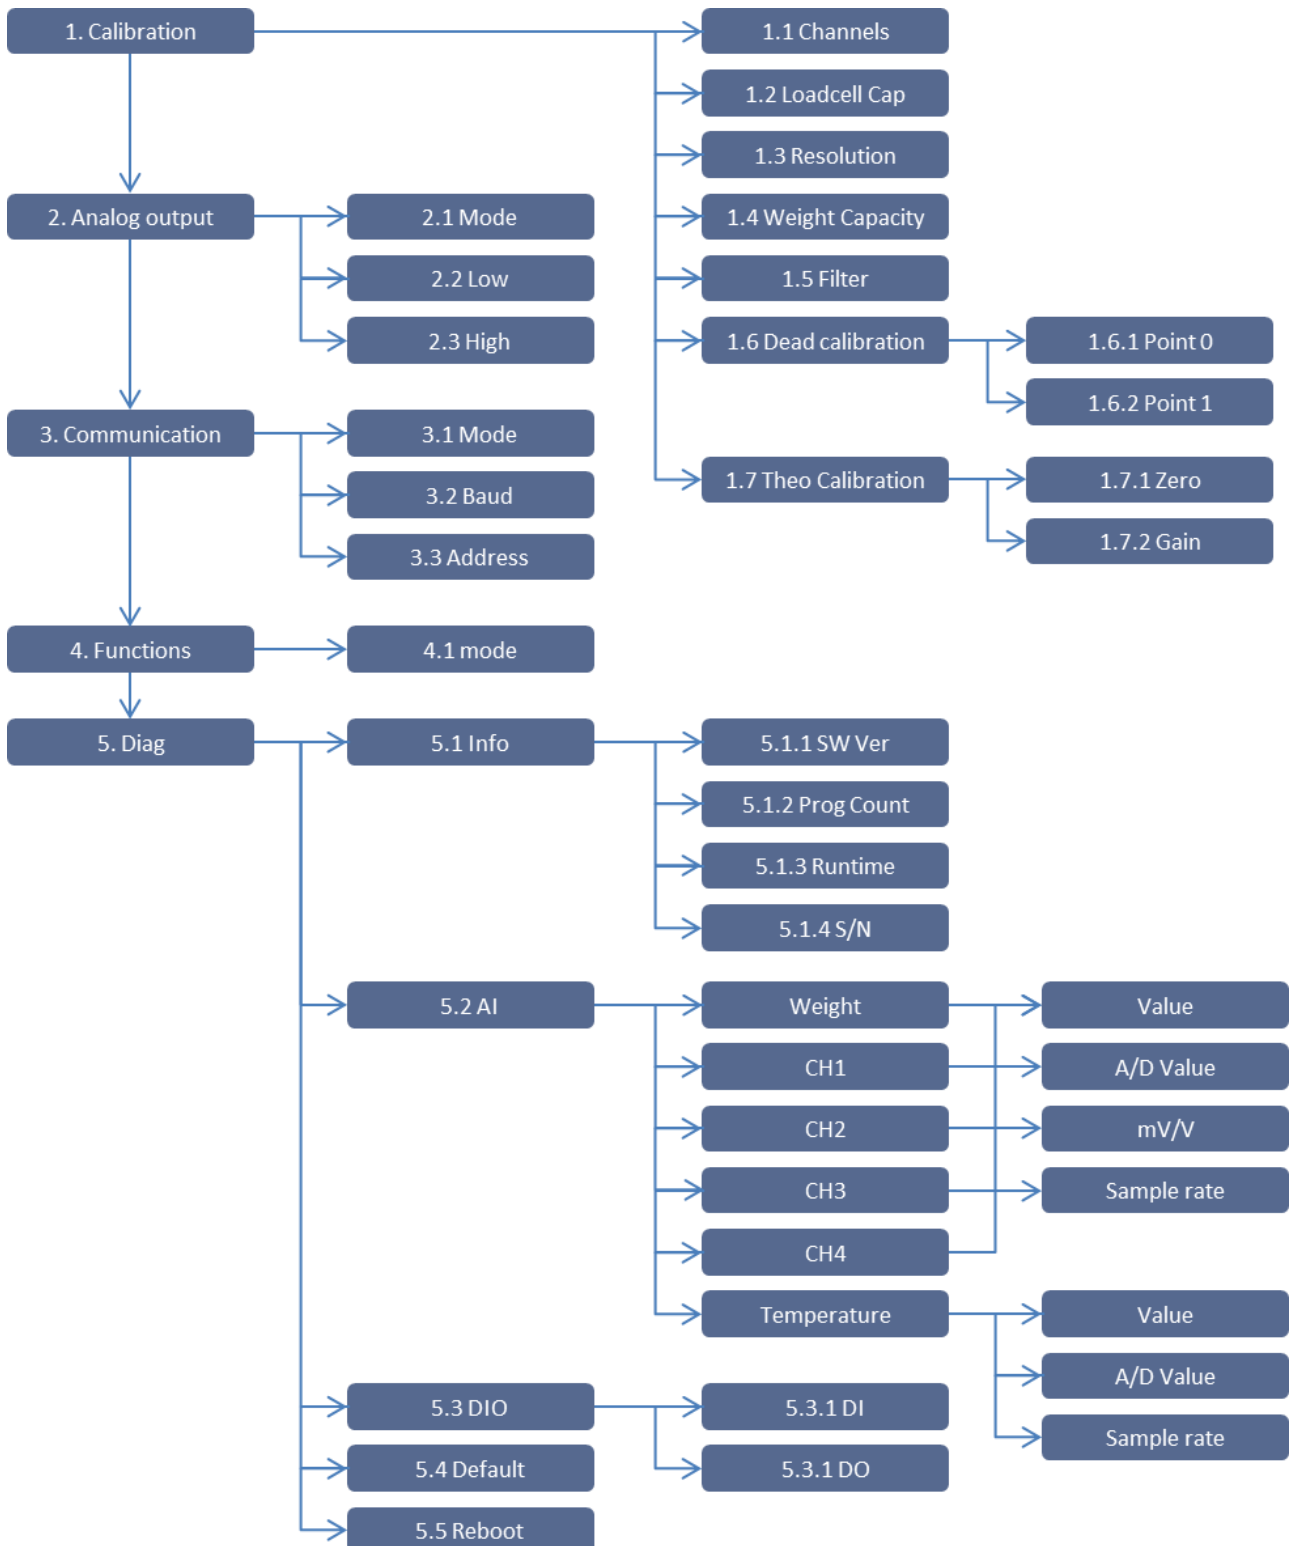 1. Calibration
1.1 Channels
1.2 Loadcell Cap
1.3 Resolution
1.4 Weight Capacity
1.5 Filter
1.6 Dead calibration
1.6.1 Point 0
1.6.2 Point 1
1.7 Theo Calibration
1.7.1 Zero
1.7.2 Gain
2. Analog output
2.1 Mode
2.2 Low
2.3 High
3. Communication
3.1 Mode
3.2 Baud
3.3 Address
4. Functions
4.1 mode
5. Diag
5.1 Info
5.1.1 SW Ver
5.1.2 Prog Count
5.1.3 Runtime
5.1.4 S/N
5.2 AI
Weight
CH1
CH2
CH3
CH4
Value
A/D Value
mV/V
Sample rate
Temperature
Value
A/D Value
Sample rate
5.3 DIO
5.3.1 DI
5.3.1 DO
5.4 Default
5.5 Reboot